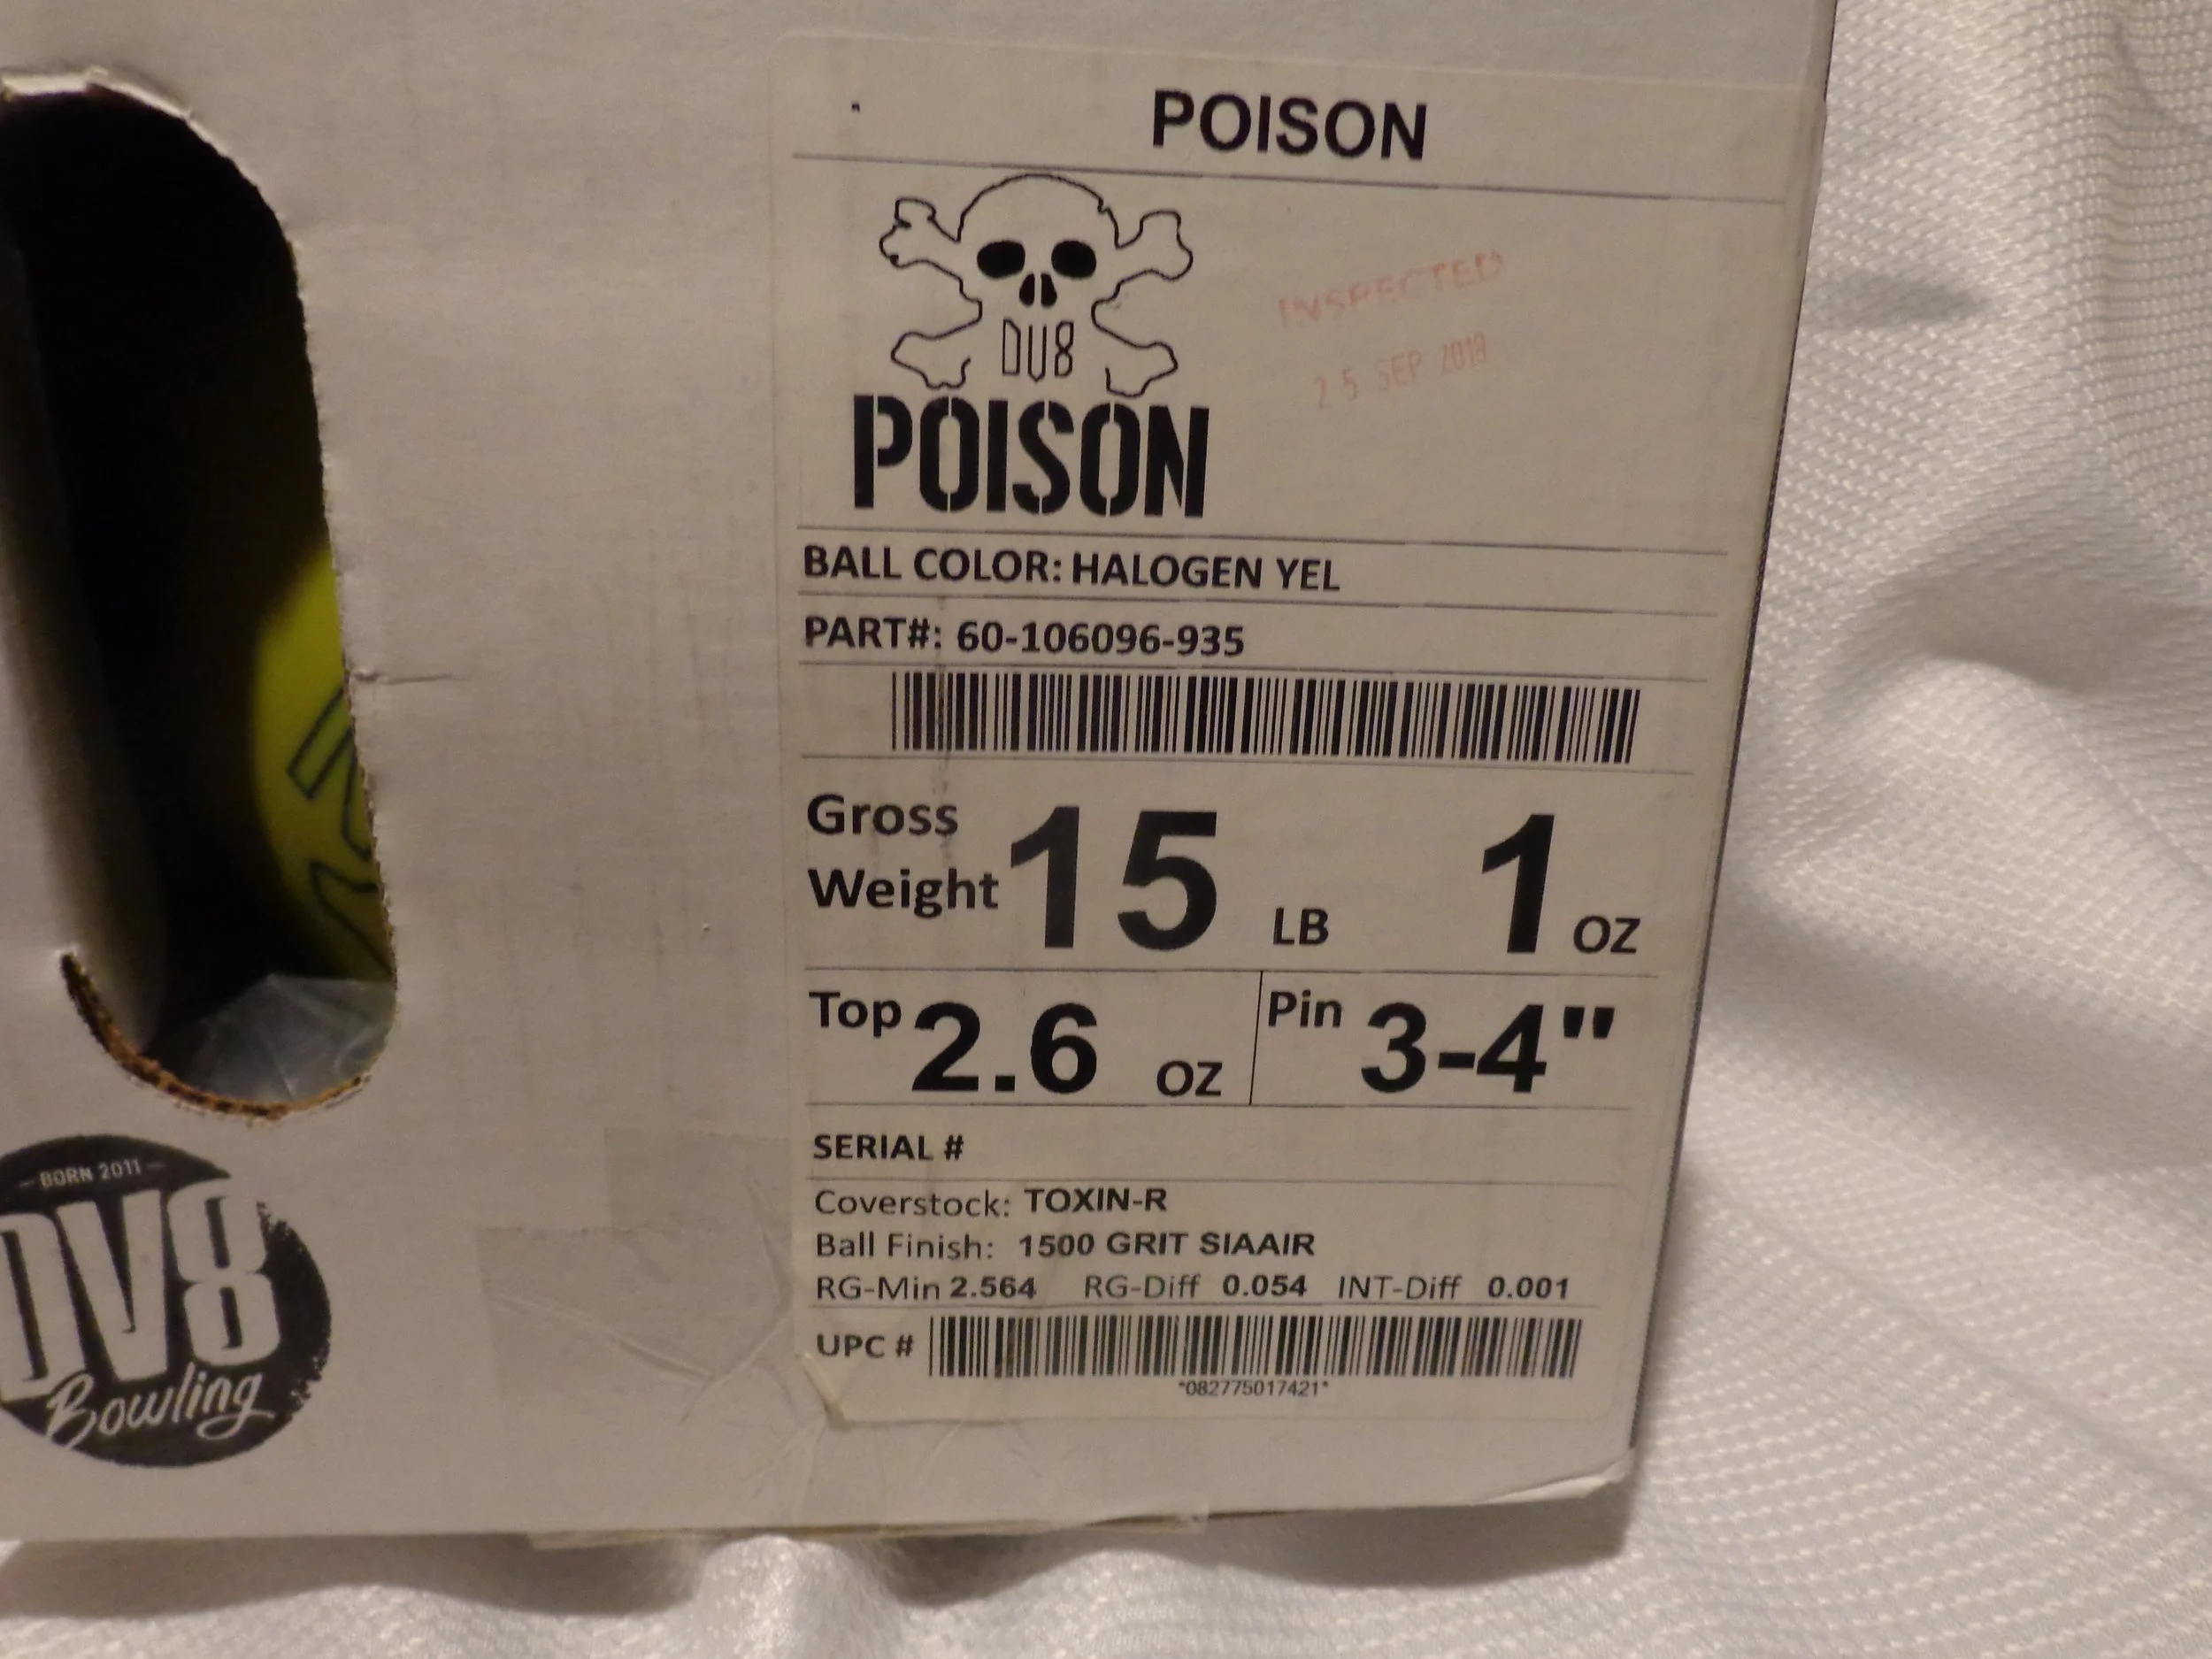 POISON
DV8
POISON
INSPECTED
25 SEP 2019
BALL COLOR: HALOGEN YEL
PART#: 60-106096-935
Gross Weight 15 LB 1 OZ
Top 2.6 OZ Pin 3-4"
SERIAL #
Coverstock: TOXIN-R
Ball Finish: 1500 GRIT SIAAIR
RG-Min 2.564 RG-Diff 0.054 INT-Diff 0.001
UPC #
*082775017421*
— BORN 2011 —
DV8
Bowling